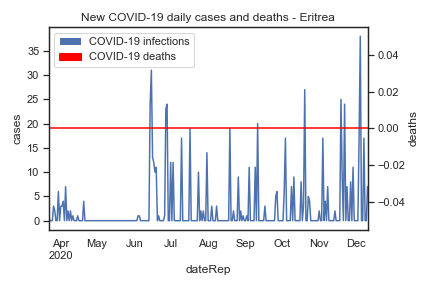 New COVID-19 daily cases and deaths - Eritrea
COVID-19 infections
COVID-19 deaths
35
30
25
20
15
10
5
0
cases
0.04
0.02
0.00
−0.02
−0.04
deaths
Apr May Jun Jul Aug Sep Oct Nov Dec
2020
dateRep